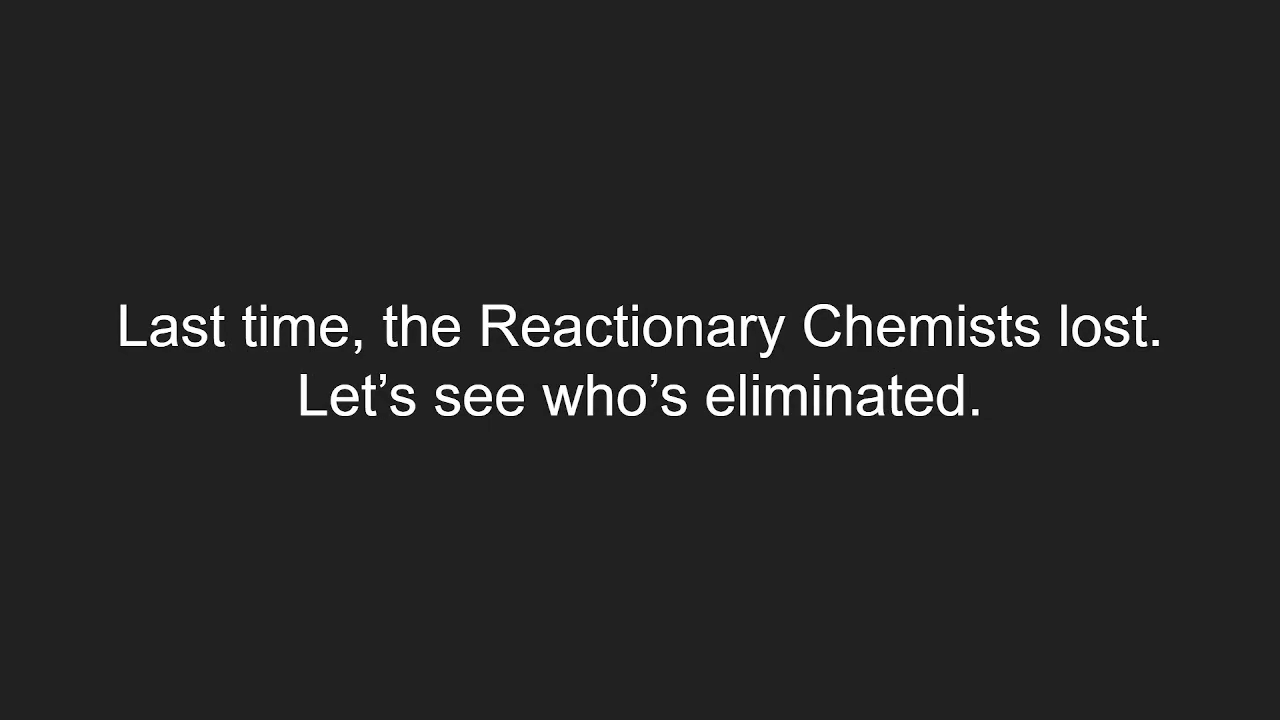 Last time, the Reactionary Chemists lost.
Let’s see who’s eliminated.